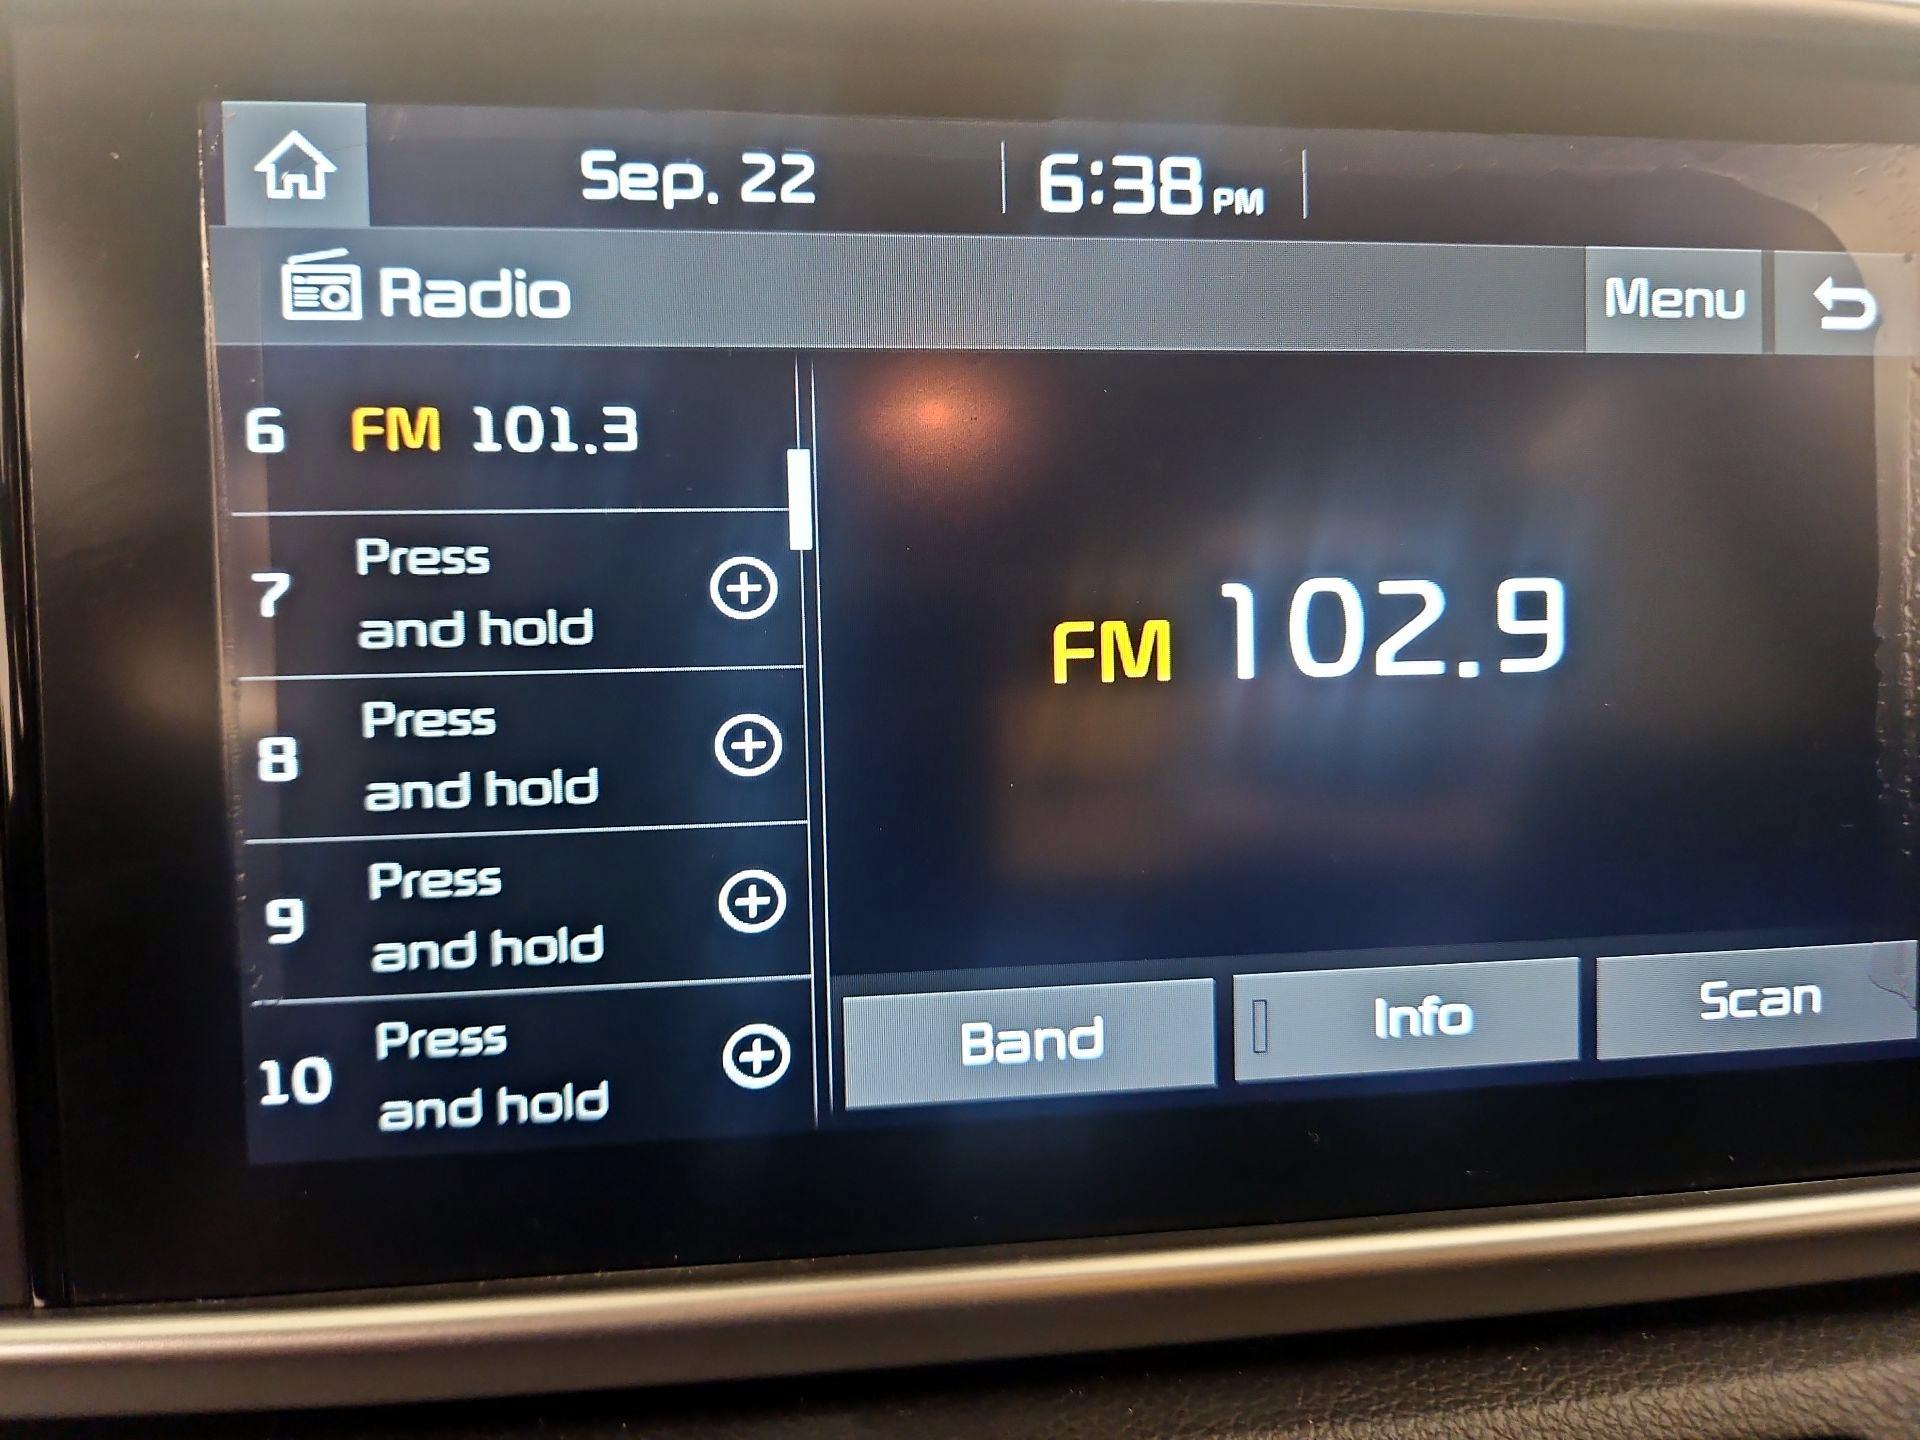 Sep. 22
6:38 PM
Radio
Menu
6 FM 101.3
7 Press
and hold
8 Press
and hold
9 Press
and hold
10 Press
and hold
FM 102.9
Band
Info
Scan